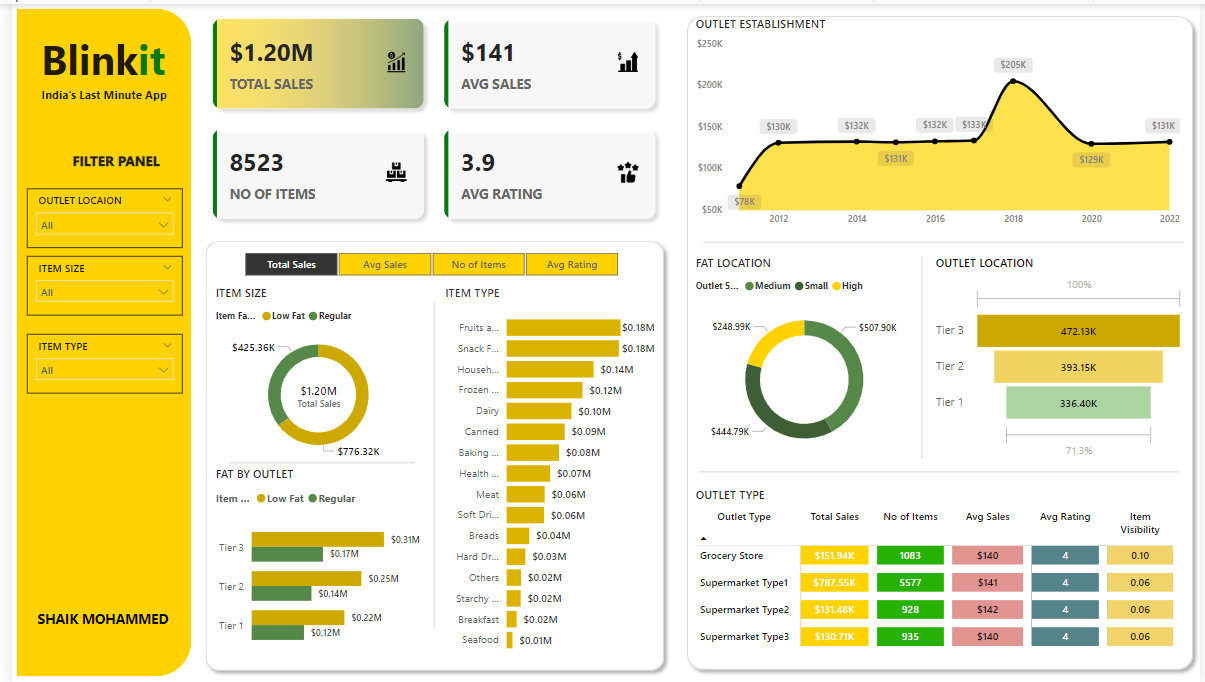 Blinkit
India's Last Minute App
FILTER PANEL
OUTLET LOCAION
All
ITEM SIZE
All
ITEM TYPE
All
SHAIK MOHAMMED
$1.20M
TOTAL SALES
$141
AVG SALES
8523
NO OF ITEMS
3.9
AVG RATING
Total Sales
Avg Sales
No of Items
Avg Rating
ITEM SIZE
Item Fa... Low Fat Regular
$425.36K
$1.20M
Total Sales
$776.32K
FAT BY OUTLET
Item ... Low Fat Regular
Tier 3 $0.31M
$0.17M
Tier 2 $0.25M
$0.14M
Tier 1 $0.22M
$0.12M
ITEM TYPE
Fruits a... $0.18M
Snack F... $0.18M
Househ... $0.14M
Frozen ... $0.12M
Dairy $0.10M
Canned $0.09M
Baking ... $0.08M
Health ... $0.07M
Meat $0.06M
Soft Dri... $0.06M
Breads $0.04M
Hard Dr... $0.03M
Others $0.02M
Starchy ... $0.02M
Breakfast $0.02M
Seafood $0.01M
OUTLET ESTABLISHMENT
$250K
$200K
$150K
$100K
$50K
$78K
$130K
$132K
$131K
$132K
$133K
$205K
$129K
$131K
2012 2014 2016 2018 2020 2022
FAT LOCATION
Outlet S... Medium Small High
$248.99K
$507.90K
$444.79K
OUTLET LOCATION
100%
Tier 3 472.13K
Tier 2 393.15K
Tier 1 336.40K
71.3%
OUTLET TYPE
Outlet Type Total Sales No of Items Avg Sales Avg Rating Item Visibility
Grocery Store $151.94K 1083 $140 4 0.10
Supermarket Type1 $787.55K 5577 $141 4 0.06
Supermarket Type2 $131.48K 928 $142 4 0.06
Supermarket Type3 $130.71K 935 $140 4 0.06